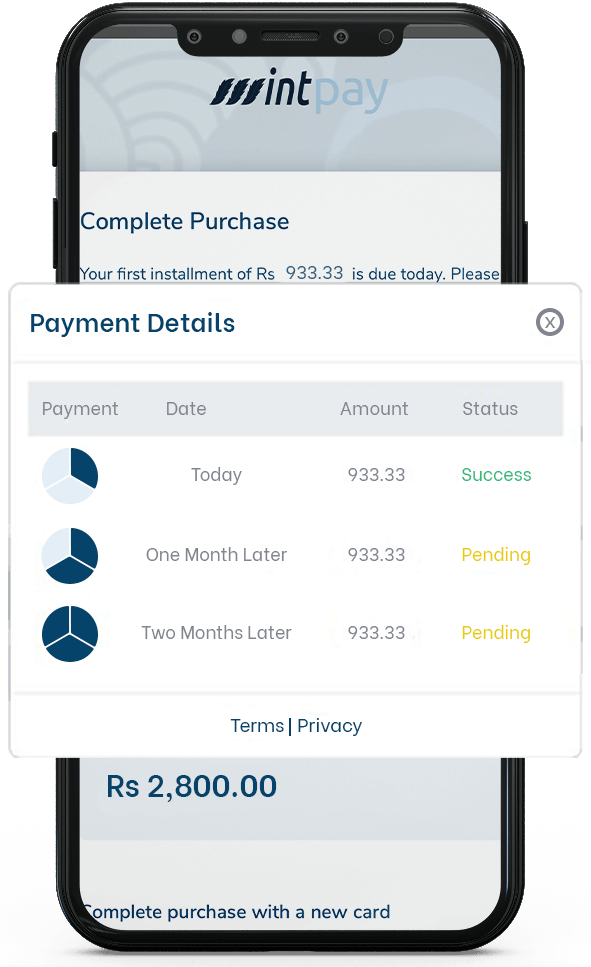 mintpay
Complete Purchase
Your first installment of Rs 933.33 is due today. Please
Payment Details
X
Payment Date Amount Status
Today 933.33 Success
One Month Later 933.33 Pending
Two Months Later 933.33 Pending
Terms | Privacy
Rs 2,800.00
Complete purchase with a new card